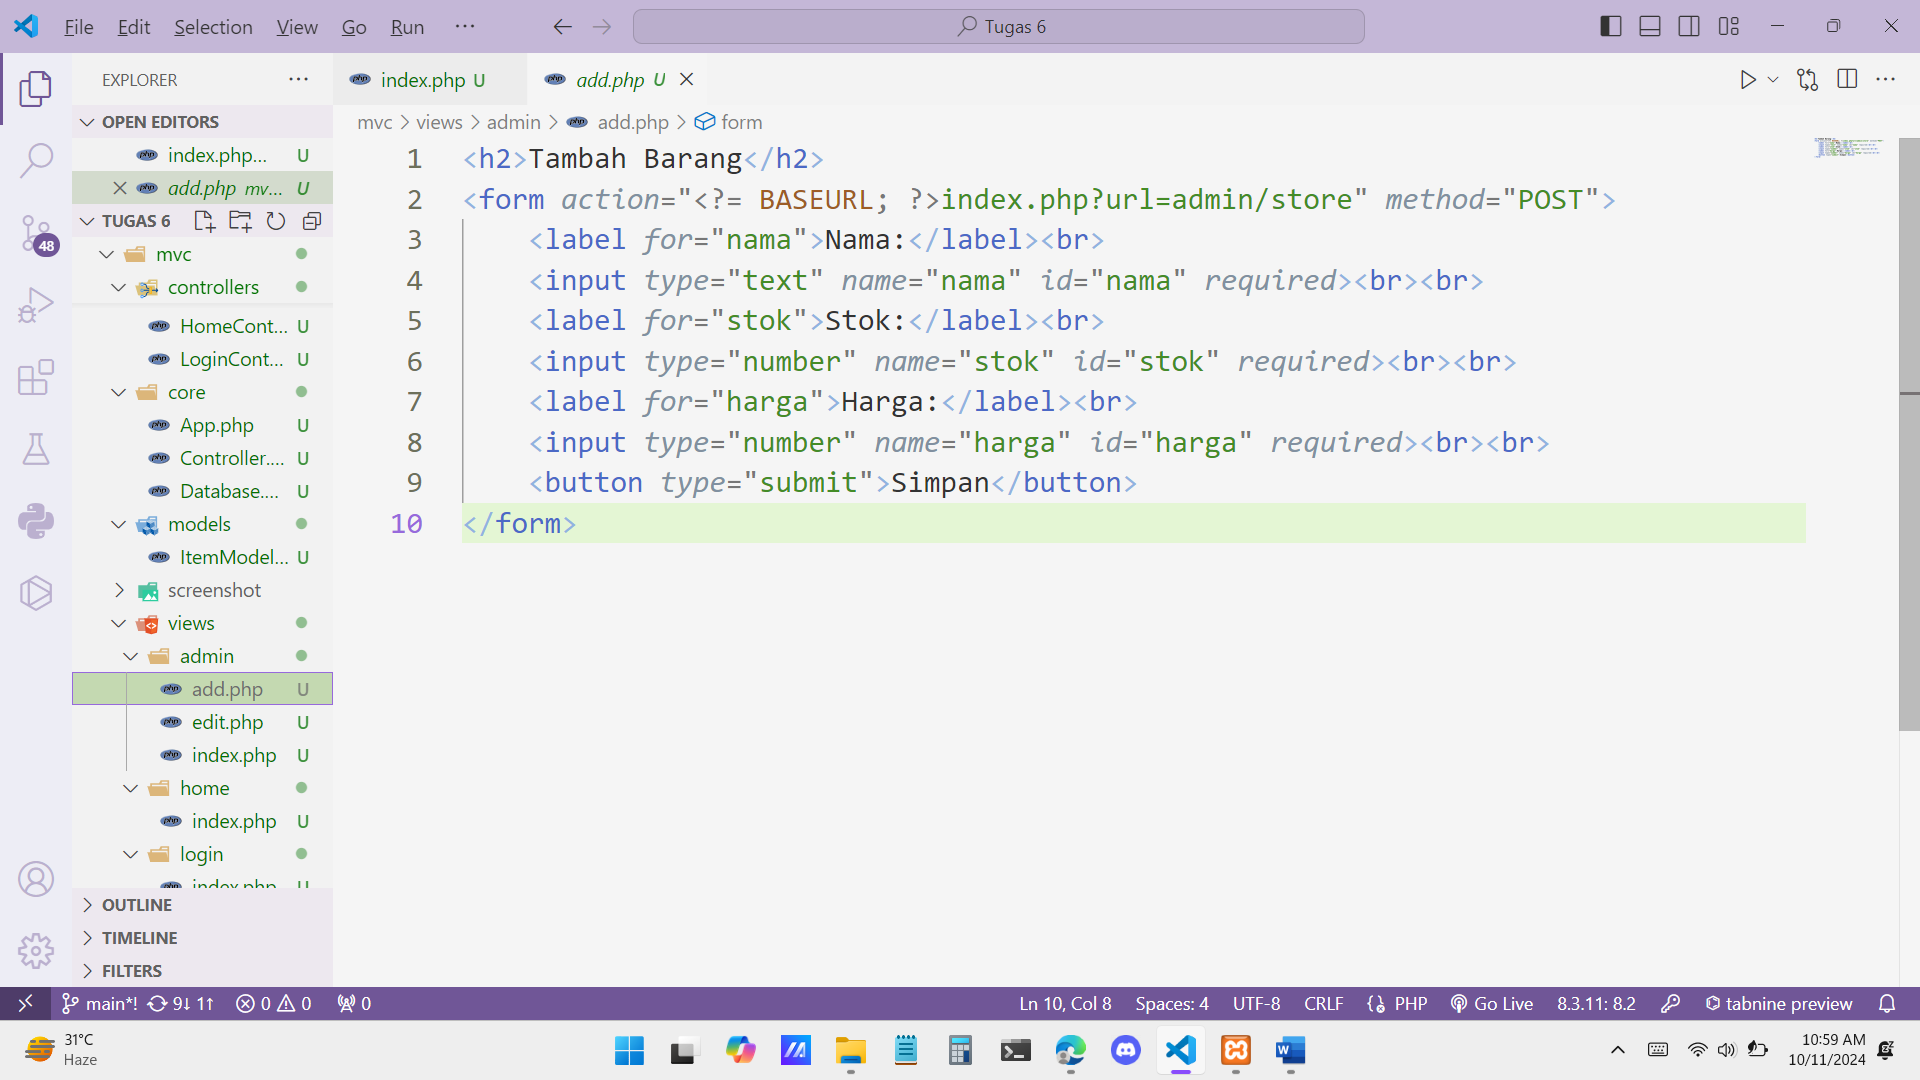 File Edit Selection View Go Run ··· Tugas 6
EXPLORER ···
index.php U add.php U
OPEN EDITORS
index.php... U
add.php mv... U
TUGAS 6
mvc
controllers
HomeCont... U
LoginCont... U
core
App.php U
Controller.... U
Database.... U
models
ItemModel... U
screenshot
views
admin
add.php U
edit.php U
index.php U
home
index.php U
login
index.php U
OUTLINE
TIMELINE
FILTERS
48
mvc > views > admin > add.php > form
1 <h2>Tambah Barang</h2>
2 <form action="<?= BASEURL; ?>index.php?url=admin/store" method="POST">
3 <label for="nama">Nama:</label><br>
4 <input type="text" name="nama" id="nama" required><br><br>
5 <label for="stok">Stok:</label><br>
6 <input type="number" name="stok" id="stok" required><br><br>
7 <label for="harga">Harga:</label><br>
8 <input type="number" name="harga" id="harga" required><br><br>
9 <button type="submit">Simpan</button>
10 </form>
main*! 9↓ 1↑ 0 0 0 Ln 10, Col 8 Spaces: 4 UTF-8 CRLF PHP Go Live 8.3.11: 8.2 tabnine preview
31°C
Haze
10:59 AM
10/11/2024